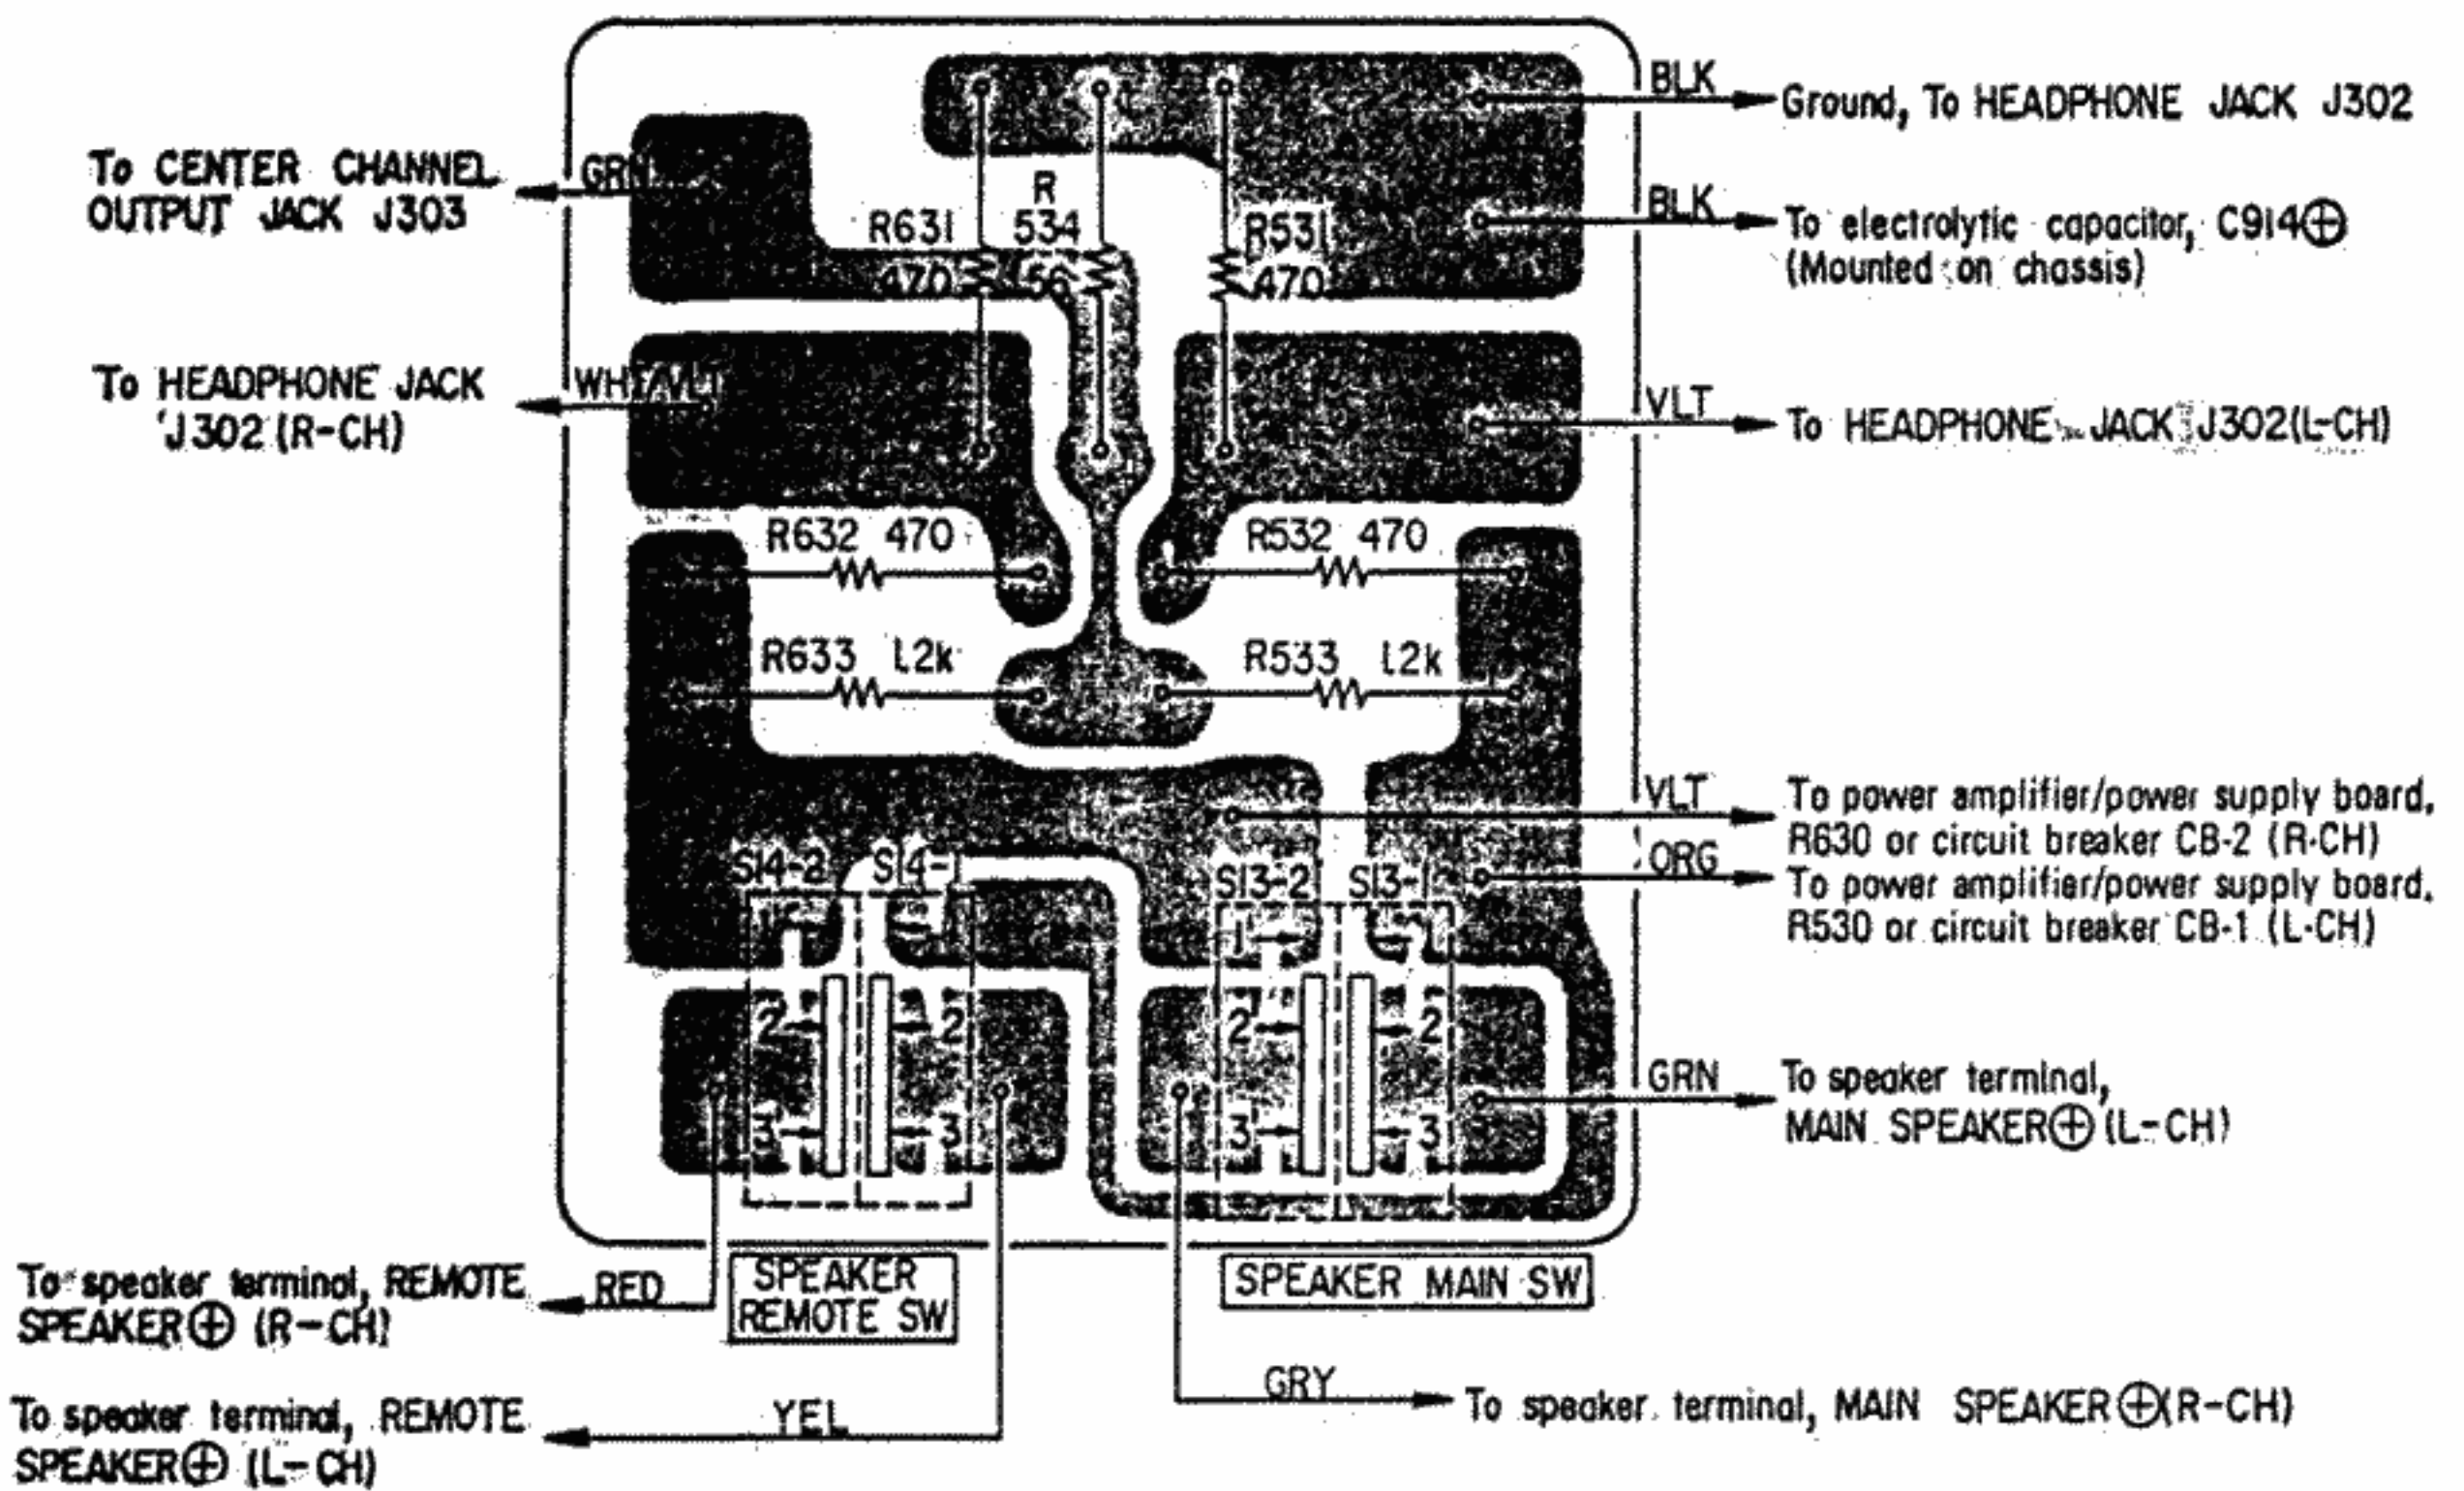 BLK
Ground, To HEADPHONE JACK J302
To CENTER CHANNEL
OUTPUT JACK J303
GRN
BLK
To electrolytic capacitor, C914⊕
(Mounted on chassis)
R631
470
R
534
56
R531
470
To HEADPHONE JACK
J302 (R-CH)
WHT/VLT
VLT
To HEADPHONE JACK J302(L-CH)
R632 470
R532 470
R633 1.2k
R533 1.2k
VLT
To power amplifier/power supply board,
R630 or circuit breaker CB-2 (R-CH)
ORG
To power amplifier/power supply board,
R530 or circuit breaker CB-1 (L-CH)
S14-2 S14-1
S13-2 S13-1
1 1 1 1
2 2 2 2
3 3 3 3
GRN
To speaker terminal,
MAIN SPEAKER⊕ (L-CH)
To speaker terminal, REMOTE
SPEAKER⊕ (R-CH)
RED
SPEAKER
REMOTE SW
SPEAKER MAIN SW
To speaker terminal, REMOTE
SPEAKER⊕ (L-CH)
YEL
GRY
To speaker terminal, MAIN SPEAKER⊕(R-CH)